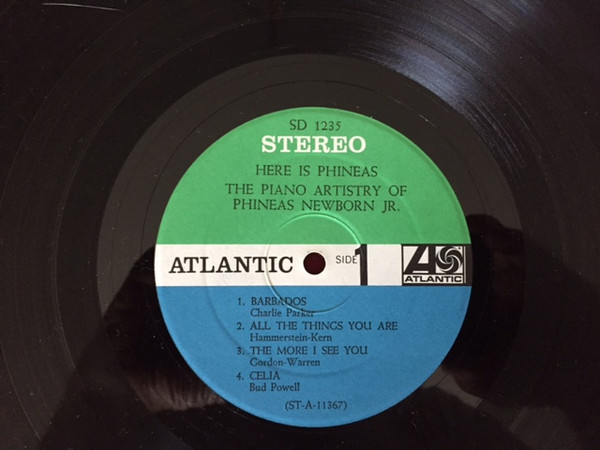 SD 1235
STEREO
HERE IS PHINEAS
THE PIANO ARTISTRY OF
PHINEAS NEWBORN JR.
ATLANTIC SIDE 1
ATLANTIC
1. BARBADOS
Charlie Parker
2. ALL THE THINGS YOU ARE
Hammerstein-Kern
3. THE MORE I SEE YOU
Gordon-Warren
4. CELIA
Bud Powell
(ST-A-11367)